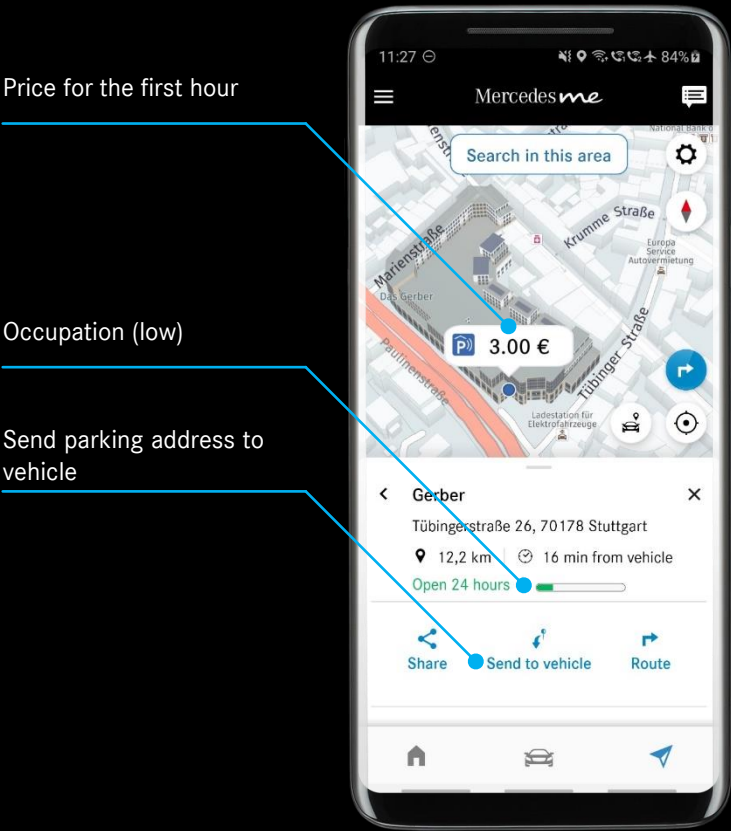 Price for the first hour
Occupation (low)
Send parking address to
vehicle
11:27
84%
Mercedes me
National Bank o
Search in this area
Krumme Straße
Marienstraße
Europa
Service
Autovermietung
Das Gerber
P 3.00 €
Paulinenstraße
Tübinger Straße
Ladestation für
Elektrofahrzeuge
Gerber
Tübingerstraße 26, 70178 Stuttgart
12,2 km 16 min from vehicle
Open 24 hours
Share Send to vehicle Route